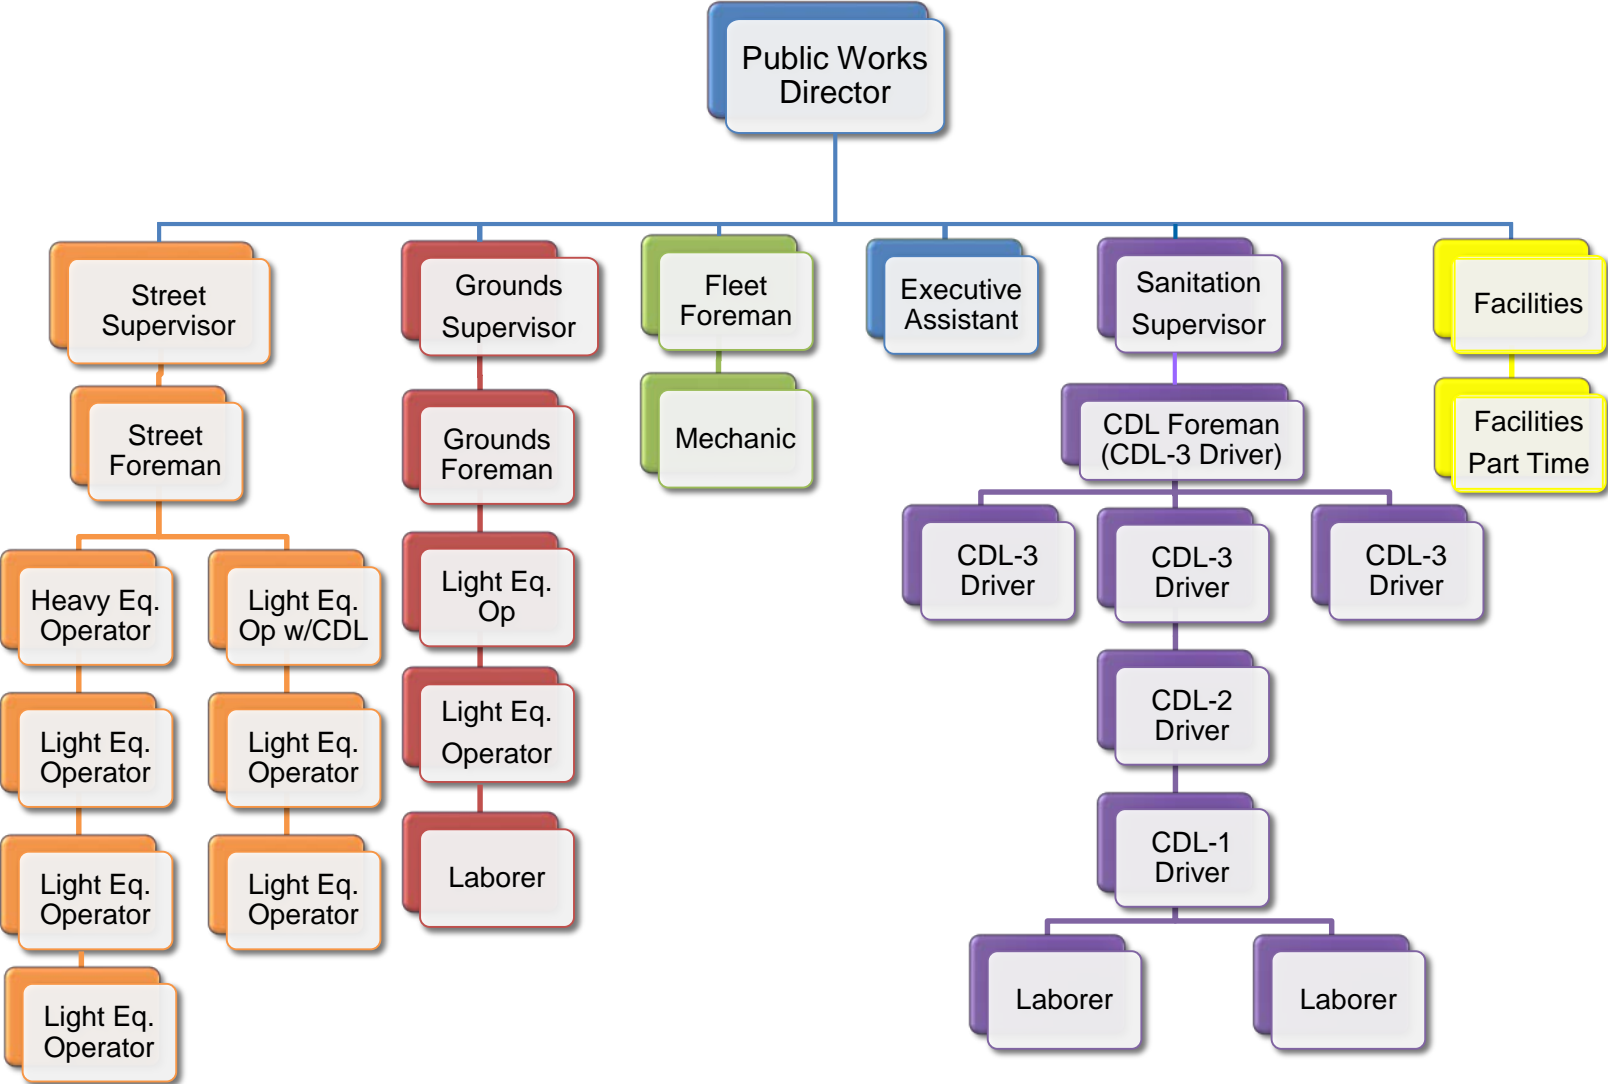 Public Works
Director
Street
Supervisor
Grounds
Supervisor
Fleet
Foreman
Executive
Assistant
Sanitation
Supervisor
Facilities
Street
Foreman
Grounds
Foreman
Mechanic
CDL Foreman
(CDL-3 Driver)
Facilities
Part Time
Heavy Eq.
Operator
Light Eq.
Op w/CDL
Light Eq.
Op
CDL-3
Driver
CDL-3
Driver
CDL-3
Driver
Light Eq.
Operator
Light Eq.
Operator
Light Eq.
Operator
CDL-2
Driver
Light Eq.
Operator
Light Eq.
Operator
Laborer
CDL-1
Driver
Light Eq.
Operator
Laborer
Laborer